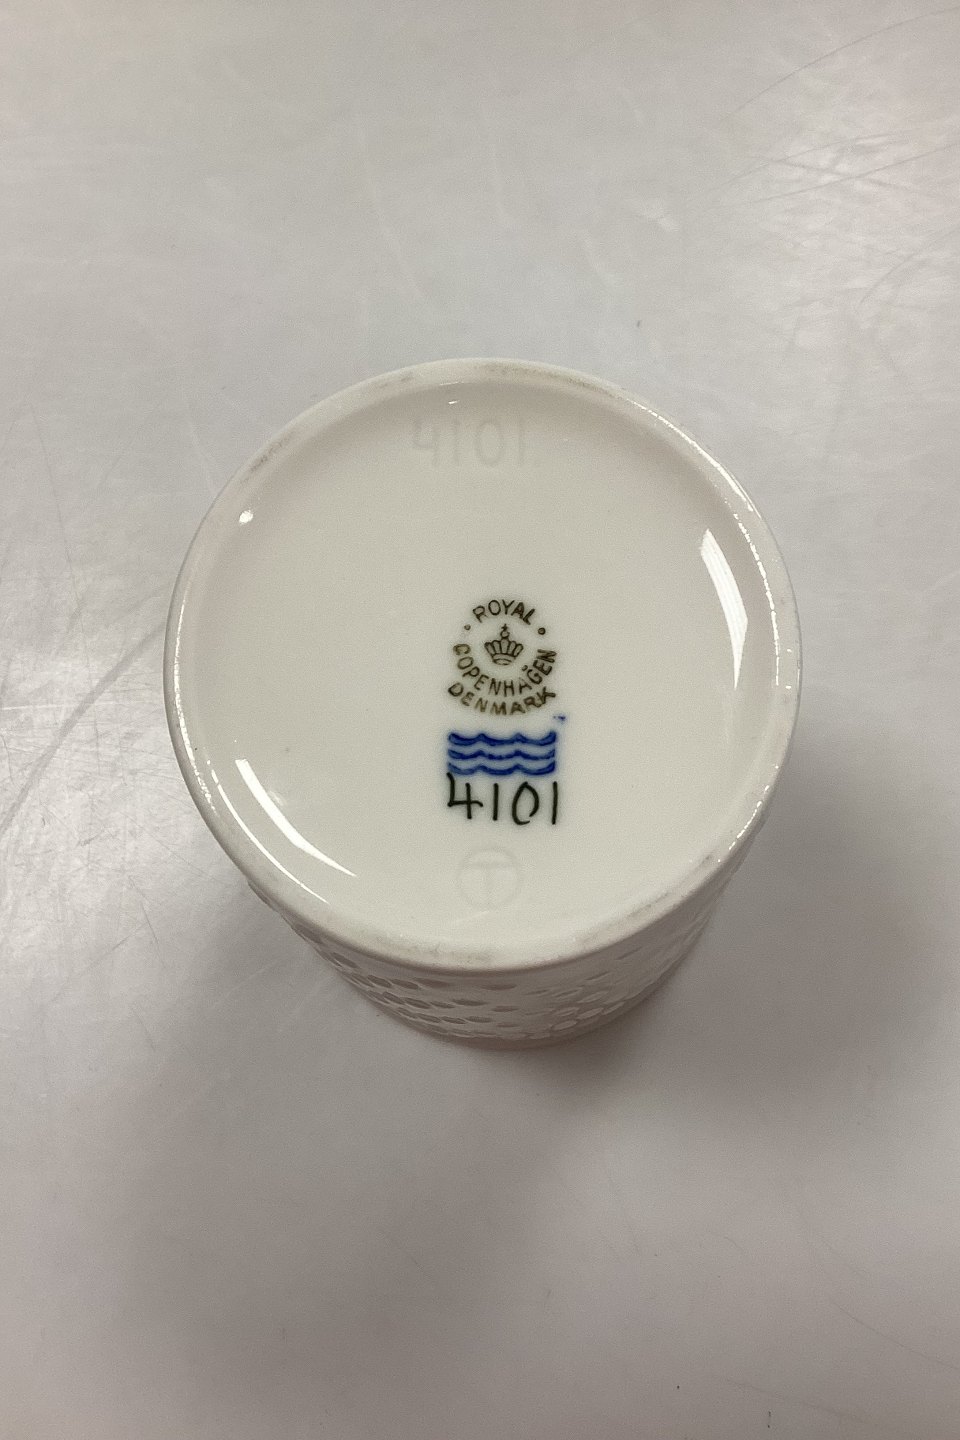 4101
ROYAL
COPENHAGEN
DENMARK
4101
T